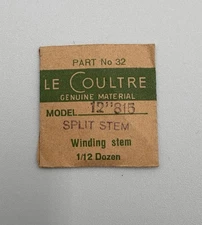 PART No 32
LE COULTRE
GENUINE MATERIAL
MODEL 12''815
SPLIT STEM
Winding stem
1/12 Dozen